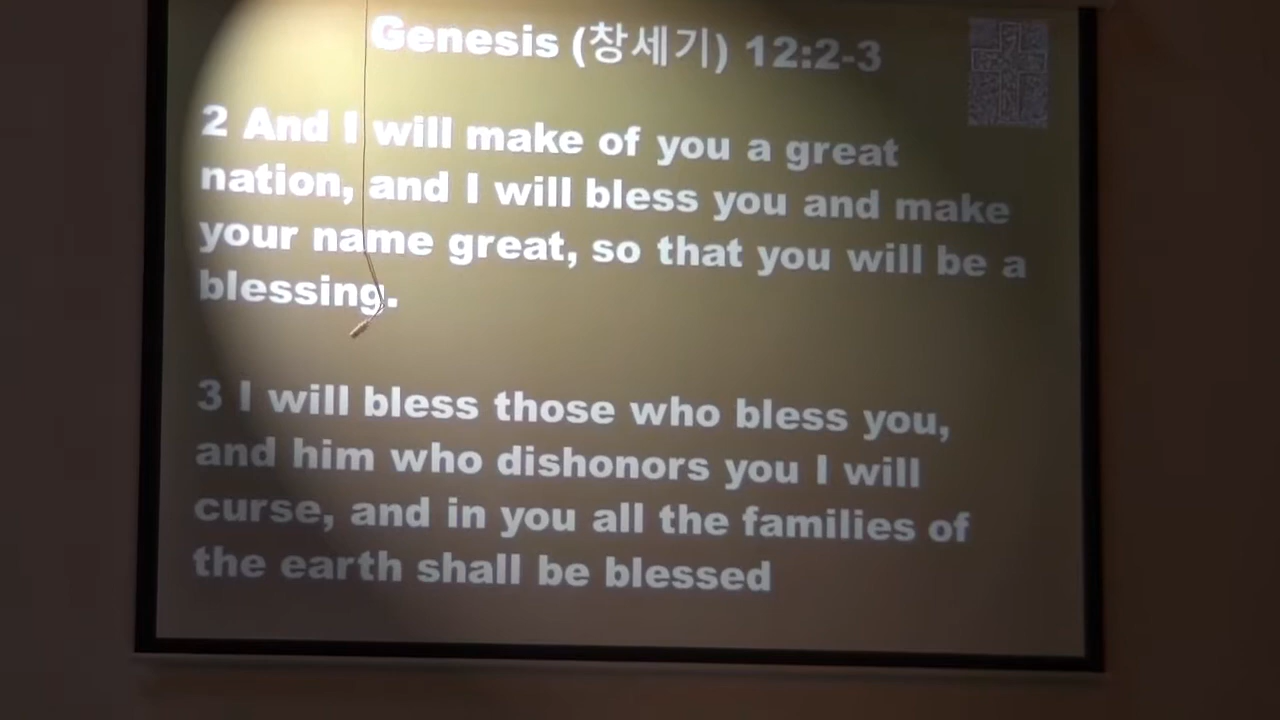 Genesis (창세기) 12:2-3
2 And I will make of you a great
nation, and I will bless you and make
your name great, so that you will be a
blessing.
3 I will bless those who bless you,
and him who dishonors you I will
curse, and in you all the families of
the earth shall be blessed